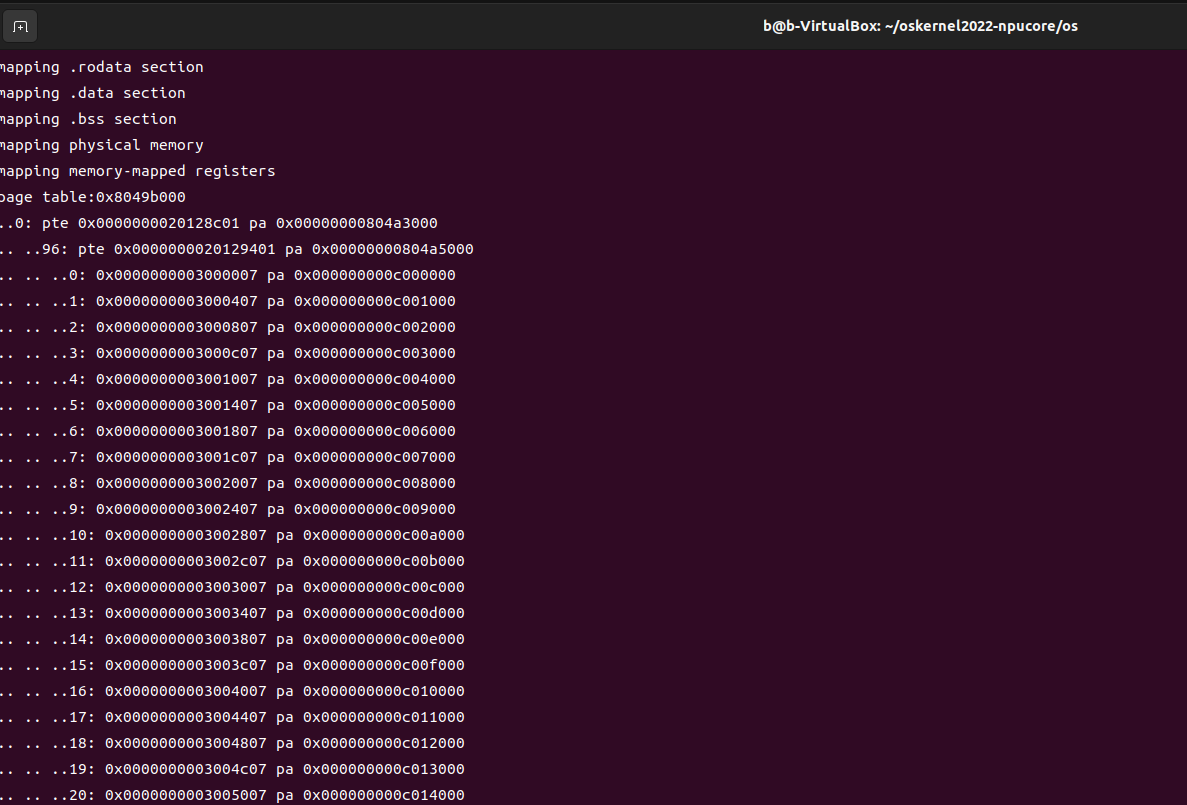 b@b-VirtualBox: ~/oskernel2022-npucore/os
mapping .rodata section
mapping .data section
mapping .bss section
mapping physical memory
mapping memory-mapped registers
page table:0x8049b000
..0: pte 0x0000000020128c01 pa 0x00000000804a3000
.. ..96: pte 0x0000000020129401 pa 0x00000000804a5000
.. .. ..0: 0x0000000003000007 pa 0x000000000c000000
.. .. ..1: 0x0000000003000407 pa 0x000000000c001000
.. .. ..2: 0x0000000003000807 pa 0x000000000c002000
.. .. ..3: 0x0000000003000c07 pa 0x000000000c003000
.. .. ..4: 0x0000000003001007 pa 0x000000000c004000
.. .. ..5: 0x0000000003001407 pa 0x000000000c005000
.. .. ..6: 0x0000000003001807 pa 0x000000000c006000
.. .. ..7: 0x0000000003001c07 pa 0x000000000c007000
.. .. ..8: 0x0000000003002007 pa 0x000000000c008000
.. .. ..9: 0x0000000003002407 pa 0x000000000c009000
.. .. ..10: 0x0000000003002807 pa 0x000000000c00a000
.. .. ..11: 0x0000000003002c07 pa 0x000000000c00b000
.. .. ..12: 0x0000000003003007 pa 0x000000000c00c000
.. .. ..13: 0x0000000003003407 pa 0x000000000c00d000
.. .. ..14: 0x0000000003003807 pa 0x000000000c00e000
.. .. ..15: 0x0000000003003c07 pa 0x000000000c00f000
.. .. ..16: 0x0000000003004007 pa 0x000000000c010000
.. .. ..17: 0x0000000003004407 pa 0x000000000c011000
.. .. ..18: 0x0000000003004807 pa 0x000000000c012000
.. .. ..19: 0x0000000003004c07 pa 0x000000000c013000
.. .. ..20: 0x0000000003005007 pa 0x000000000c014000